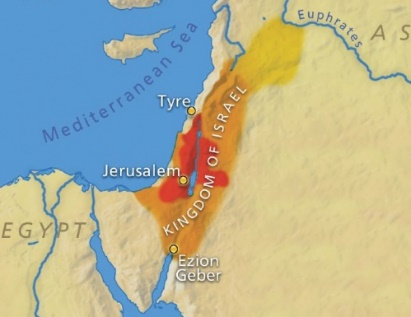 Euphrates
A S
Mediterranean Sea
Tyre
KINGDOM OF ISRAEL
Jerusalem
EGYPT
Ezion
Geber